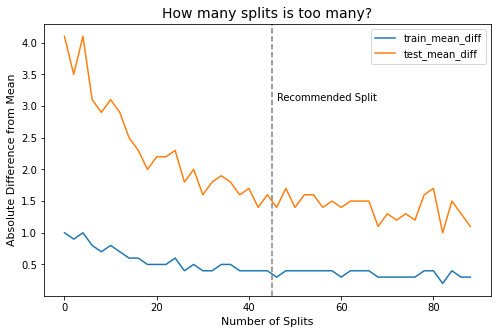 How many splits is too many?
train_mean_diff
test_mean_diff
Recommended Split
Absolute Difference from Mean
4.0
3.5
3.0
2.5
2.0
1.5
1.0
0.5
0 20 40 60 80
Number of Splits